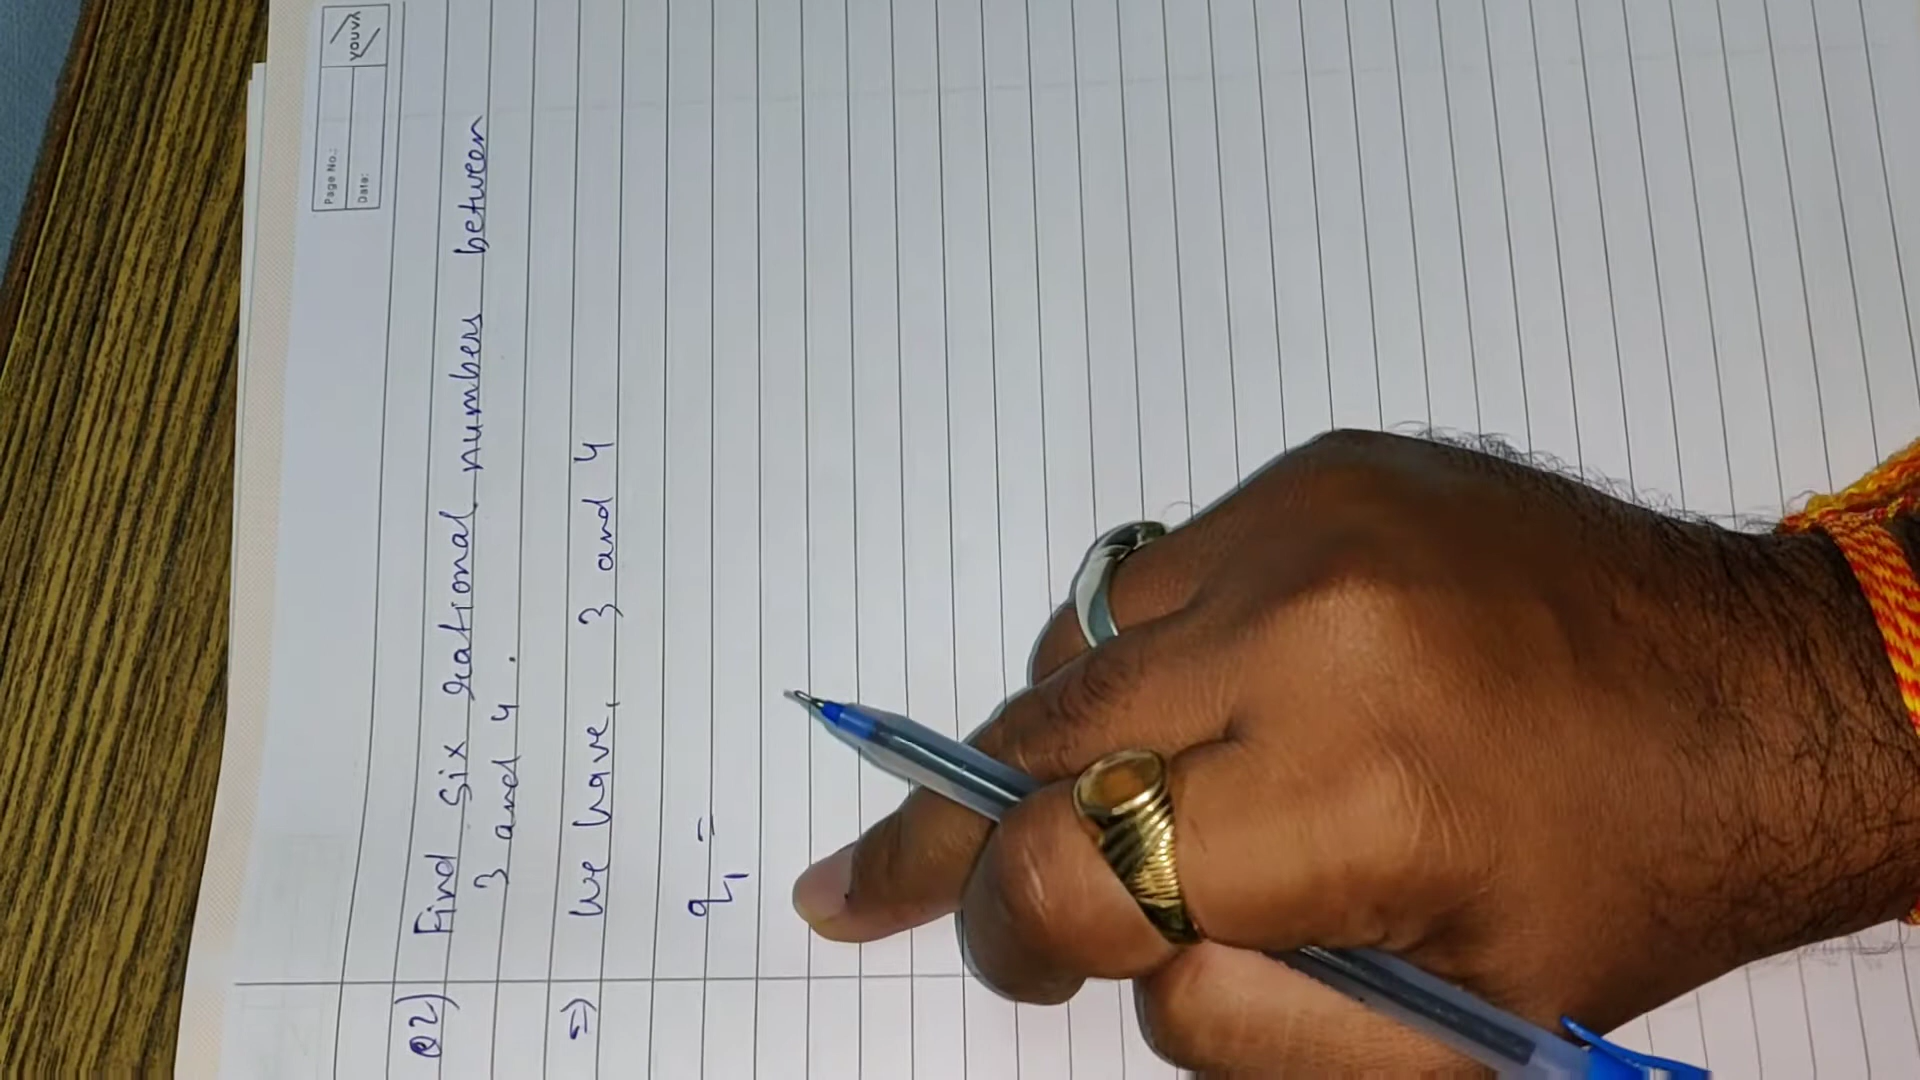 youva
Page No.:
Date:
Q2) Find six rational numbers between
3 and 4.
=) We have, 3 and 4
q1 =